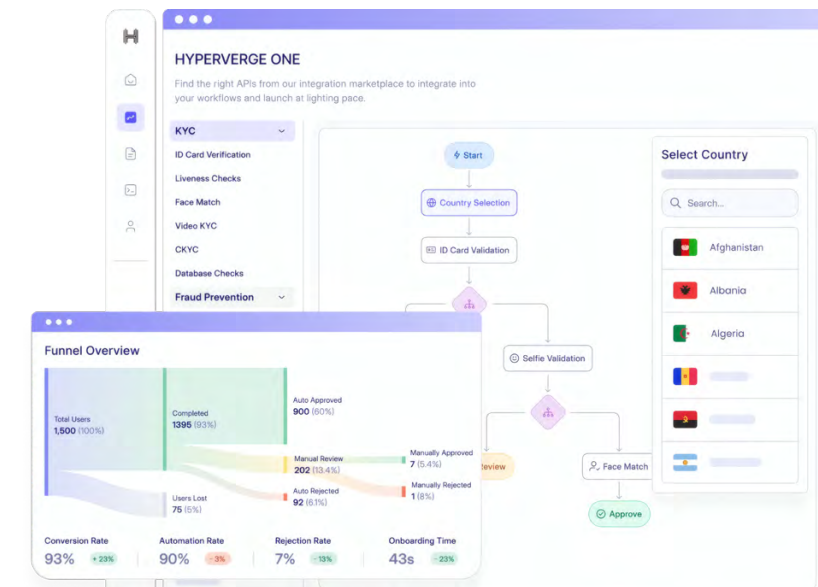 HYPERVERGE ONE
Find the right APIs from our integration marketplace to integrate into
your workflows and launch at lighting pace.
KYC
ID Card Verification
Liveness Checks
Face Match
Video KYC
CKYC
Database Checks
Fraud Prevention
Start
Country Selection
ID Card Validation
Selfie Validation
Review
Face Match
Approve
Select Country
Search...
Afghanistan
Albania
Algeria
Funnel Overview
Total Users
1,500 (100%)
Completed
1395 (93%)
Users Lost
75 (5%)
Auto Approved
900 (60%)
Manual Review
202 (13.4%)
Auto Rejected
92 (6.1%)
Manually Approved
7 (5.4%)
Manually Rejected
1 (8%)
Conversion Rate
93% + 23%
Automation Rate
90% - 3%
Rejection Rate
7% - 13%
Onboarding Time
43s - 23%